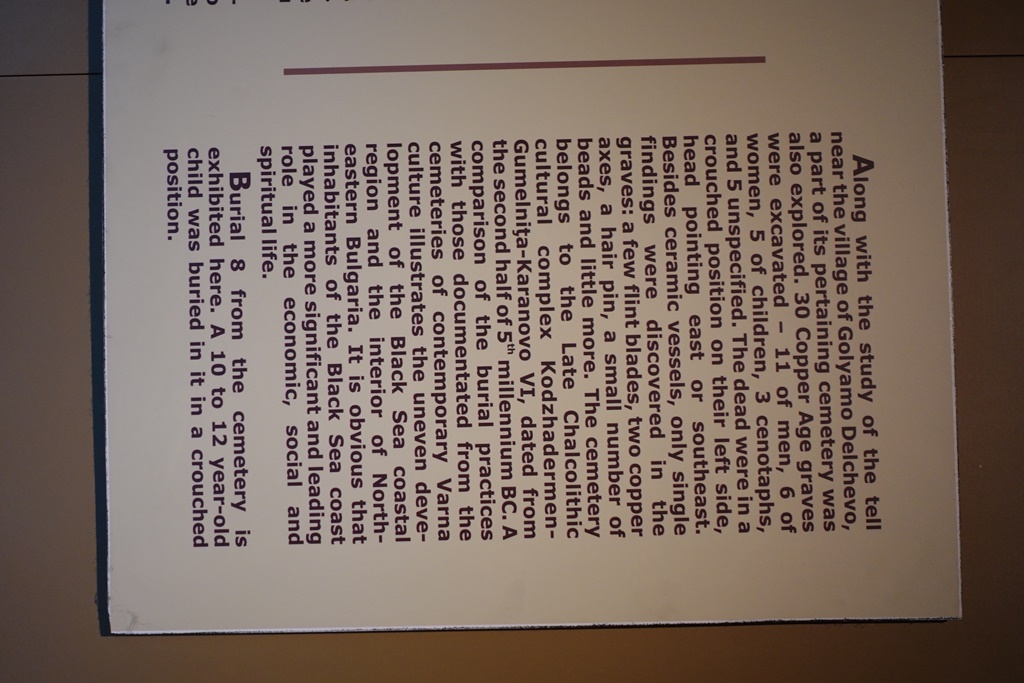 Along with the study of the tell
near the village of Golyamo Delchevo,
a part of its pertaining cemetery was
also explored. 30 Copper Age graves
were excavated – 11 of men, 6 of
women, 5 of children, 3 cenotaphs,
and 5 unspecified. The dead were in a
crouched position on their left side,
head pointing east or southeast.
Besides ceramic vessels, only single
findings were discovered in the
graves: a few flint blades, two copper
axes, a hair pin, a small number of
beads and little more. The cemetery
belongs to the Late Chalcolithic
cultural complex Kodzhadermen-
Gumelniţa-Karanovo VI, dated from
the second half of 5th millennium BC. A
comparison of the burial practices
with those documentated from the
cemeteries of contemporary Varna
culture illustrates the uneven deve-
lopment of the Black Sea coastal
region and the interior of North-
eastern Bulgaria. It is obvious that
inhabitants of the Black Sea coast
played a more significant and leading
role in the economic, social and
spiritual life.
Burial 8 from the cemetery is
exhibited here. A 10 to 12 year-old
child was buried in it in a crouched
position.